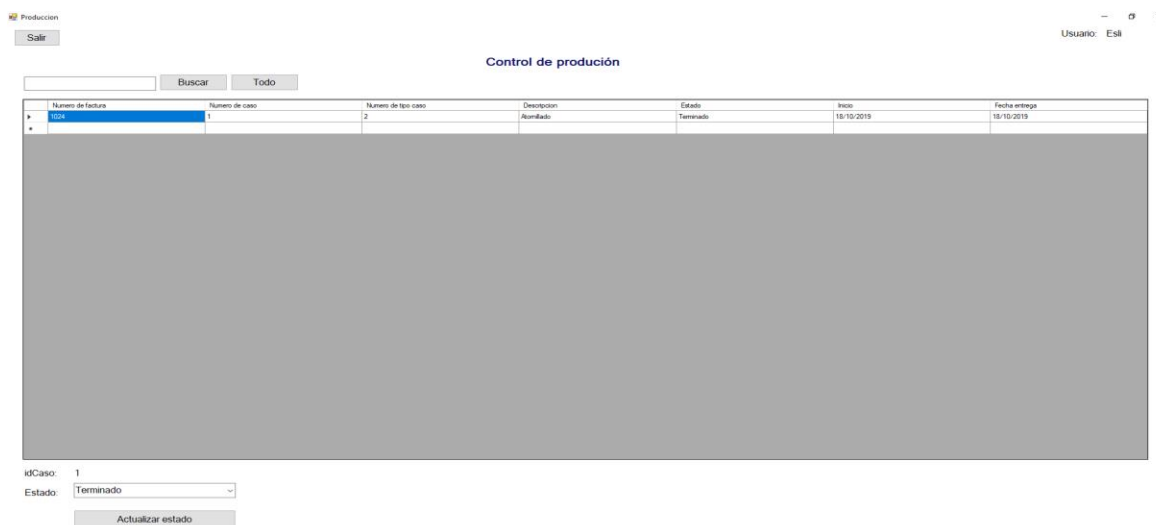 Produccion
Salir
Usuario: Esli
Control de produción
Buscar Todo
Numero de factura Numero de caso Numero de tipo caso Descripcion Estado Inicio Fecha entrega
1024 1 2 Atornillado Terminado 18/10/2019 18/10/2019
idCaso: 1
Estado: Terminado
Actualizar estado